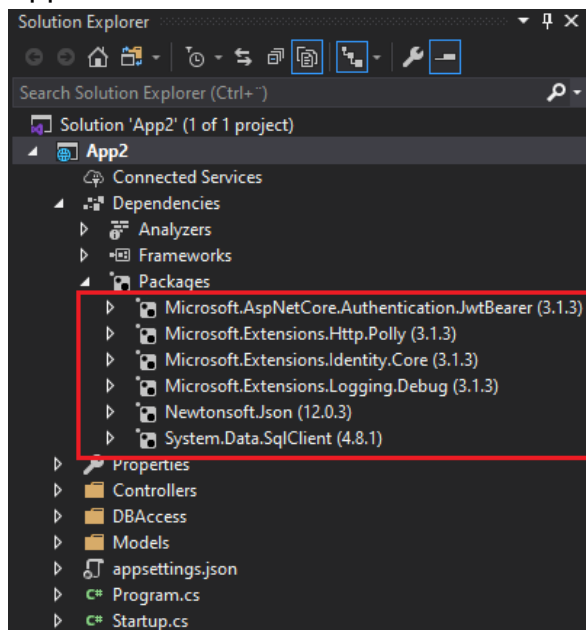 Solution Explorer
Search Solution Explorer (Ctrl+¨)
Solution 'App2' (1 of 1 project)
App2
Connected Services
Dependencies
Analyzers
Frameworks
Packages
Microsoft.AspNetCore.Authentication.JwtBearer (3.1.3)
Microsoft.Extensions.Http.Polly (3.1.3)
Microsoft.Extensions.Identity.Core (3.1.3)
Microsoft.Extensions.Logging.Debug (3.1.3)
Newtonsoft.Json (12.0.3)
System.Data.SqlClient (4.8.1)
Properties
Controllers
DBAccess
Models
appsettings.json
C# Program.cs
C# Startup.cs